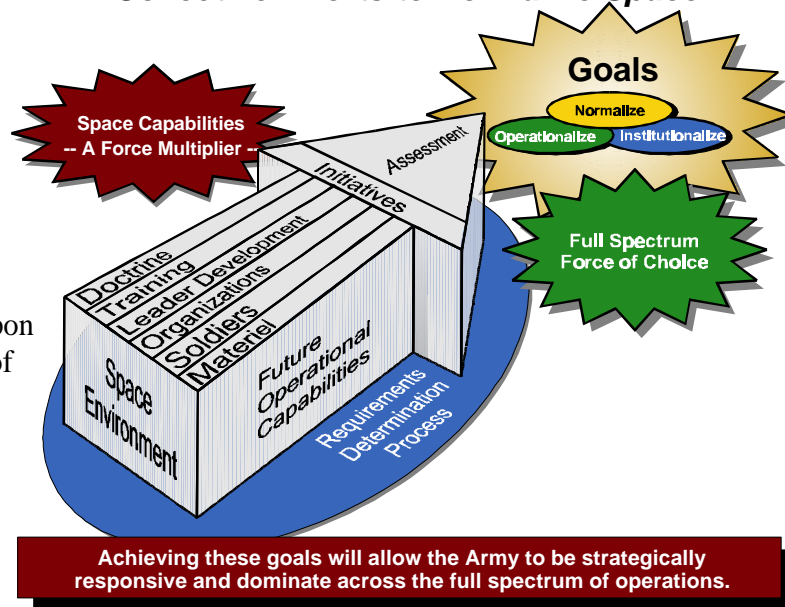 Goals
Normalize
Operationalize
Institutionalize
Space Capabilities
-- A Force Multiplier --
Assessment
Initiatives
Full Spectrum
Force of Choice
Doctrine
Training
Leader Development
Organizations
Soldiers
Materiel
of
Space
Environment
Future
Operational
Capabilities
Requirements
Determination
Process
Achieving these goals will allow the Army to be strategically
responsive and dominate across the full spectrum of operations.